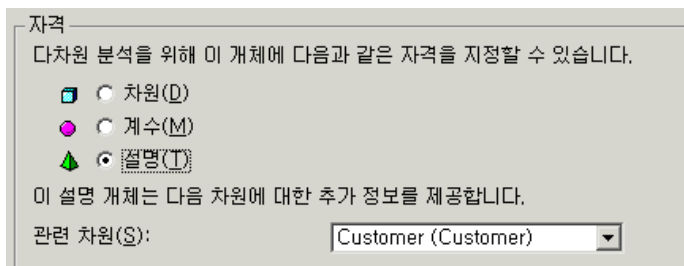 자격
다차원 분석을 위해 이 개체에 다음과 같은 자격을 지정할 수 있습니다.
차원(D)
계수(M)
설명(T)
이 설명 개체는 다음 차원에 대한 추가 정보를 제공합니다.
관련 차원(S): Customer (Customer)